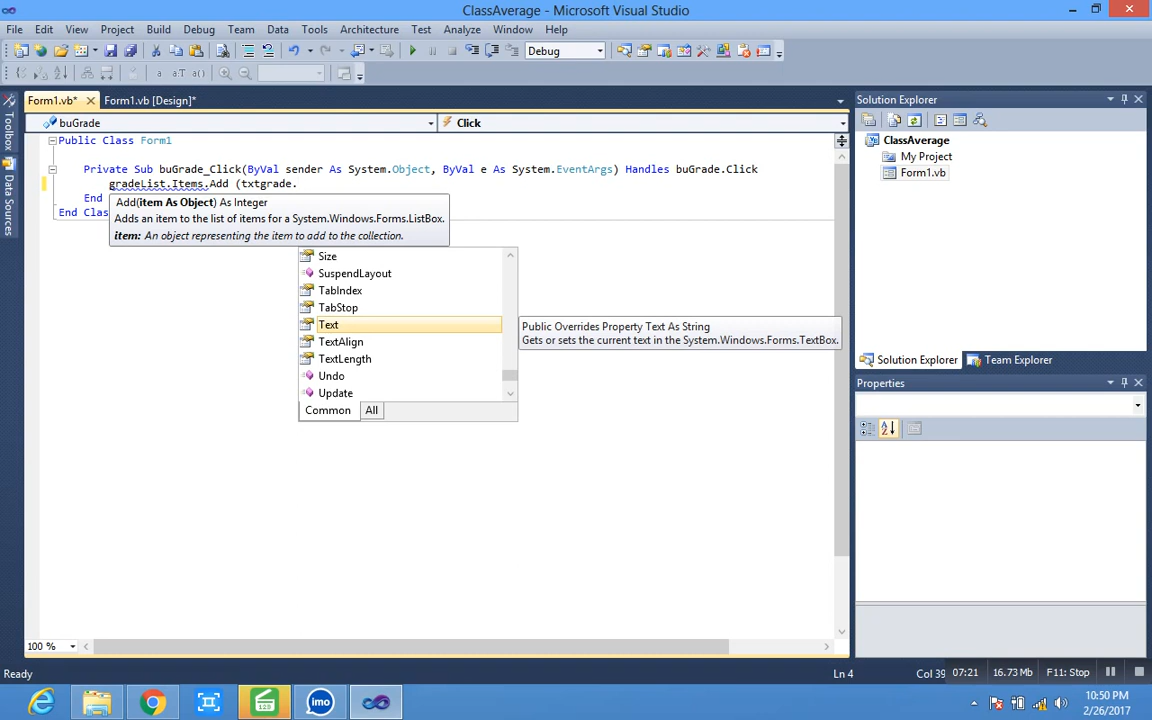 ClassAverage - Microsoft Visual Studio
File Edit View Project Build Debug Team Data Tools Architecture Test Analyze Window Help
Debug
Form1.vb* Form1.vb [Design]*
buGrade Click
Public Class Form1
Private Sub buGrade_Click(ByVal sender As System.Object, ByVal e As System.EventArgs) Handles buGrade.Click
gradeList.Items.Add (txtgrade.
End
End Clas
Add(item As Object) As Integer
Adds an item to the list of items for a System.Windows.Forms.ListBox.
item: An object representing the item to add to the collection.
Size
SuspendLayout
TabIndex
TabStop
Text
TextAlign
TextLength
Undo
Update
Common All
Public Overrides Property Text As String
Gets or sets the current text in the System.Windows.Forms.TextBox.
Toolbox
Data Sources
Solution Explorer
ClassAverage
My Project
Form1.vb
Solution Explorer Team Explorer
Properties
100 %
Ready Ln 4 Col 39 07:21 16.73 MB F11: Stop
123
imo
10:50 PM
2/26/2017